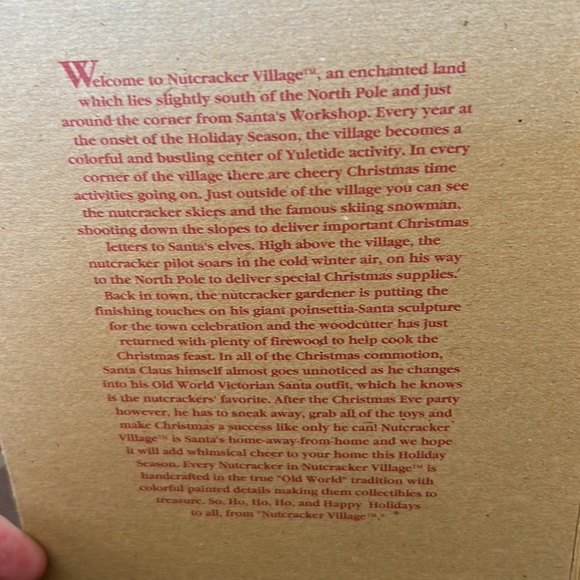 Welcome to Nutcracker Village™, an enchanted land
which lies slightly south of the North Pole and just
around the corner from Santa's Workshop. Every year at
the onset of the Holiday Season, the village becomes a
colorful and bustling center of Yuletide activity. In every
corner of the village there are cheery Christmas time
activities going on. Just outside of the village you can see
the nutcracker skiers and the famous skiing snowman,
shooting down the slopes to deliver important Christmas
letters to Santa's elves. High above the village, the
nutcracker pilot soars in the cold winter air, on his way
to the North Pole to deliver special Christmas supplies.
Back in town, the nutcracker gardener is putting the
finishing touches on his giant poinsettia-Santa sculpture
for the town celebration and the woodcutter has just
returned with plenty of firewood to help cook the
Christmas feast. In all of the Christmas commotion,
Santa Claus himself almost goes unnoticed as he changes
into his Old World Victorian Santa outfit, which he knows
is the nutcrackers' favorite. After the Christmas Eve party
however, he has to sneak away, grab all of the toys and
make Christmas a success like only he can! Nutcracker
Village™ is Santa's home-away-from-home and we hope
it will add whimsical cheer to your home this Holiday
Season. Every Nutcracker in Nutcracker Village™ is
handcrafted in the true "Old World" tradition with
colorful painted details making them collectibles to
treasure. So, Ho, Ho, Ho, and Happy Holidays
to all, from "Nutcracker Village™."